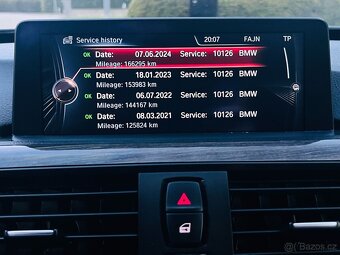 Service history 20:07 FAJN TP
OK Date: 07.06.2024 Service: 10126 BMW
Mileage: 166295 km
OK Date: 18.01.2023 Service: 10126 BMW
Mileage: 153983 km
OK Date: 06.07.2022 Service: 10126 BMW
Mileage: 144167 km
OK Date: 08.03.2021 Service: 10126 BMW
Mileage: 125824 km
© Bazos.cz